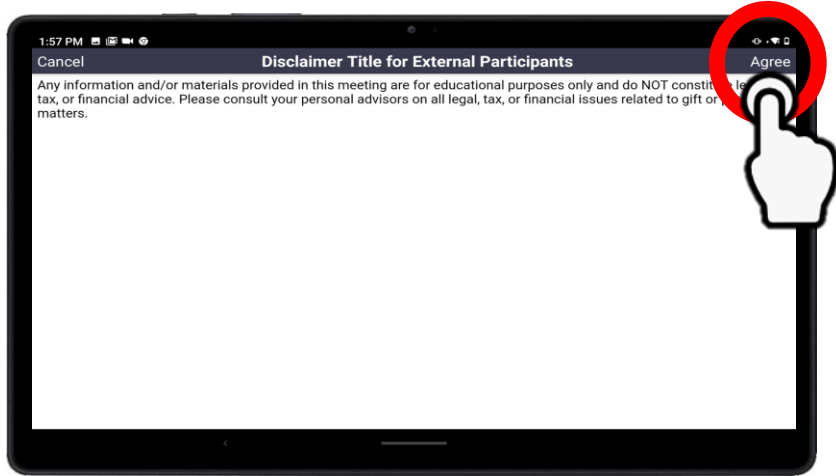 1:57 PM
Cancel Disclaimer Title for External Participants Agree
Any information and/or materials provided in this meeting are for educational purposes only and do NOT
tax, or financial advice. Please consult your personal advisors on all legal, tax, or financial issues related to gift or
matters.